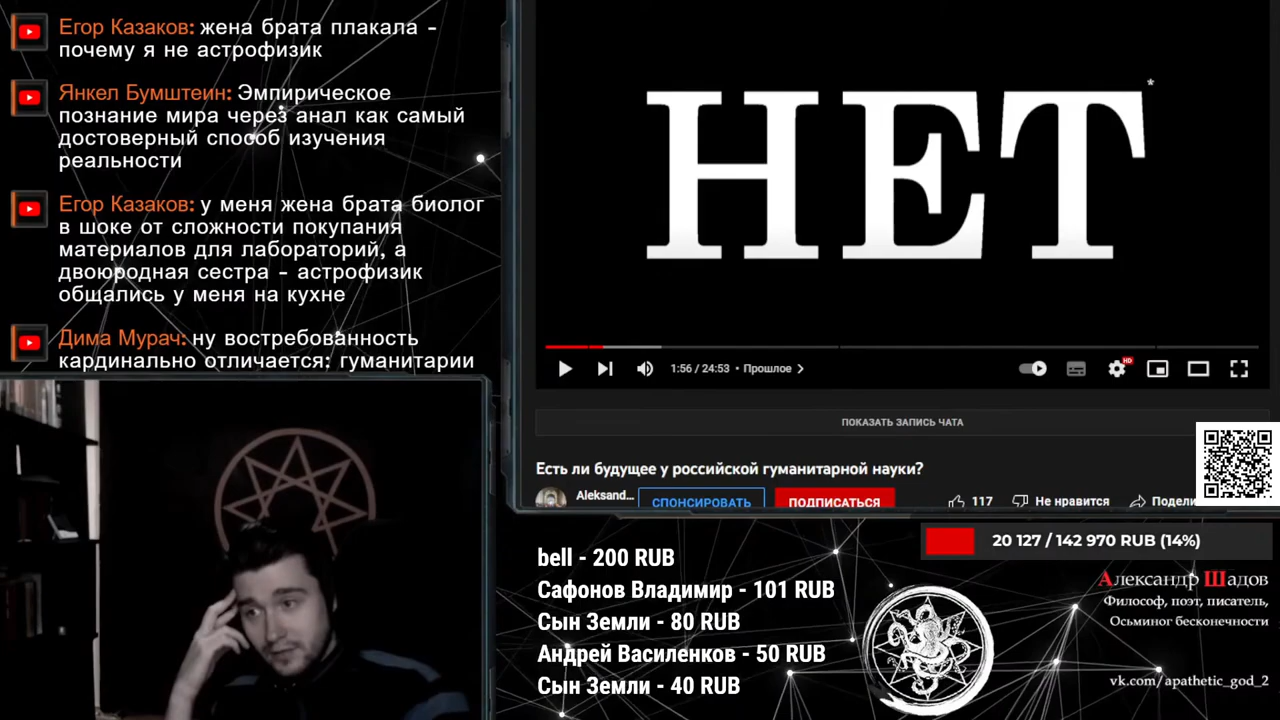 Егор Казаков: жена брата плакала -
почему я не астрофизик
Янкел Бумштеин: Эмпирическое
познание мира через анал как самый
достоверный способ изучения
реальности
Егор Казаков: у меня жена брата биолог
в шоке от сложности покупания
материалов для лабораторий, а
двоюродная сестра - астрофизик
общались у меня на кухне
Дима Мурач: ну востребованность
кардинально отличается: гуманитарии
НЕТ*
1:56 / 24:53 • Прошлое
HD
ПОКАЗАТЬ ЗАПИСЬ ЧАТА
Есть ли будущее у российской гуманитарной науки?
Aleksand...
СПОНСИРОВАТЬ
ПОДПИСАТЬСЯ
117
Не нравится
Подели
bell - 200 RUB
Сафонов Владимир - 101 RUB
Сын Земли - 80 RUB
Андрей Василенков - 50 RUB
Сын Земли - 40 RUB
20 127 / 142 970 RUB (14%)
Александр Шадов
Философ, поэт, писатель,
Осьминог бесконечности
vk.com/apathetic_god_2